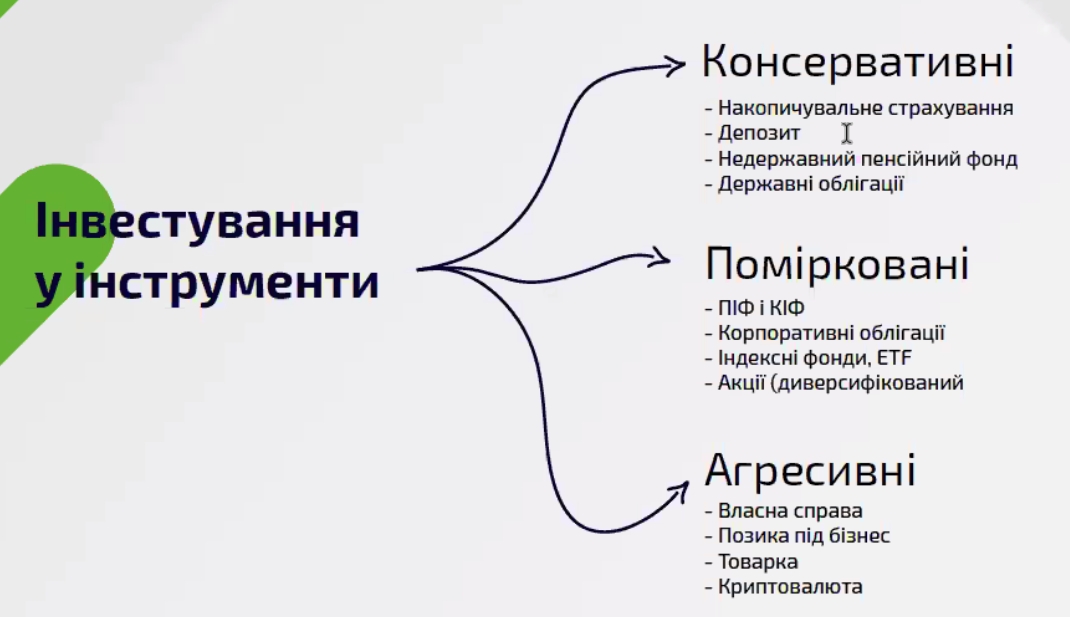 Інвестування
у інструменти
Консервативні
- Накопичувальне страхування
- Депозит
- Недержавний пенсійний фонд
- Державні облігації
Помірковані
- ПІФ і КІФ
- Корпоративні облігації
- Індексні фонди, ETF
- Акції (диверсифікований
Агресивні
- Власна справа
- Позика під бізнес
- Товарка
- Криптовалюта